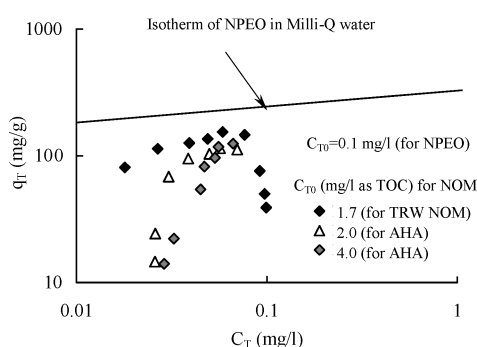 Isotherm of NPEO in Milli-Q water
1000
100
10
q_T (mg/g)
C_T0=0.1 mg/l (for NPEO)
C_T0 (mg/l as TOC) for NOM
1.7 (for TRW NOM)
2.0 (for AHA)
4.0 (for AHA)
0.01 0.1 1
C_T (mg/l)